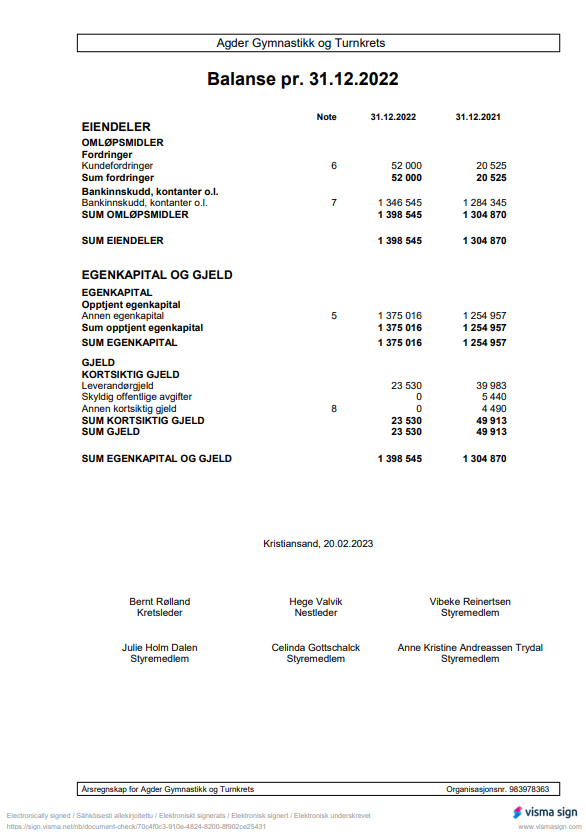 Agder Gymnastikk og Turnkrets
Balanse pr. 31.12.2022
Note 31.12.2022 31.12.2021
EIENDELER
OMLØPSMIDLER
Fordringer
Kundefordringer 6 52 000 20 525
Sum fordringer 52 000 20 525
Bankinnskudd, kontanter o.l.
Bankinnskudd, kontanter o.l. 7 1 346 545 1 284 345
SUM OMLØPSMIDLER 1 398 545 1 304 870
SUM EIENDELER 1 398 545 1 304 870
EGENKAPITAL OG GJELD
EGENKAPITAL
Opptjent egenkapital
Annen egenkapital 5 1 375 016 1 254 957
Sum opptjent egenkapital 1 375 016 1 254 957
SUM EGENKAPITAL 1 375 016 1 254 957
GJELD
KORTSIKTIG GJELD
Leverandørgjeld 23 530 39 983
Skyldig offentlige avgifter 0 5 440
Annen kortsiktig gjeld 8 0 4 490
SUM KORTSIKTIG GJELD 23 530 49 913
SUM GJELD 23 530 49 913
SUM EGENKAPITAL OG GJELD 1 398 545 1 304 870
Kristiansand, 20.02.2023
Bernt Rølland Hege Valvik Vibeke Reinertsen
Kretsleder Nestleder Styremedlem
Julie Holm Dalen Celinda Gottschalck Anne Kristine Andreassen Trydal
Styremedlem Styremedlem Styremedlem
Årsregnskap for Agder Gymnastikk og Turnkrets Organisasjonsnr. 983978363
visma sign
Electronically signed / Sähköisesti allekirjoitettu / Elektroniskt signerats / Elektronisk signert / Elektronisk underskrevet
https://sign.visma.net/nb/document-check/70c4f0c3-910e-4824-8200-8f902ce25431 www.vismasign.com